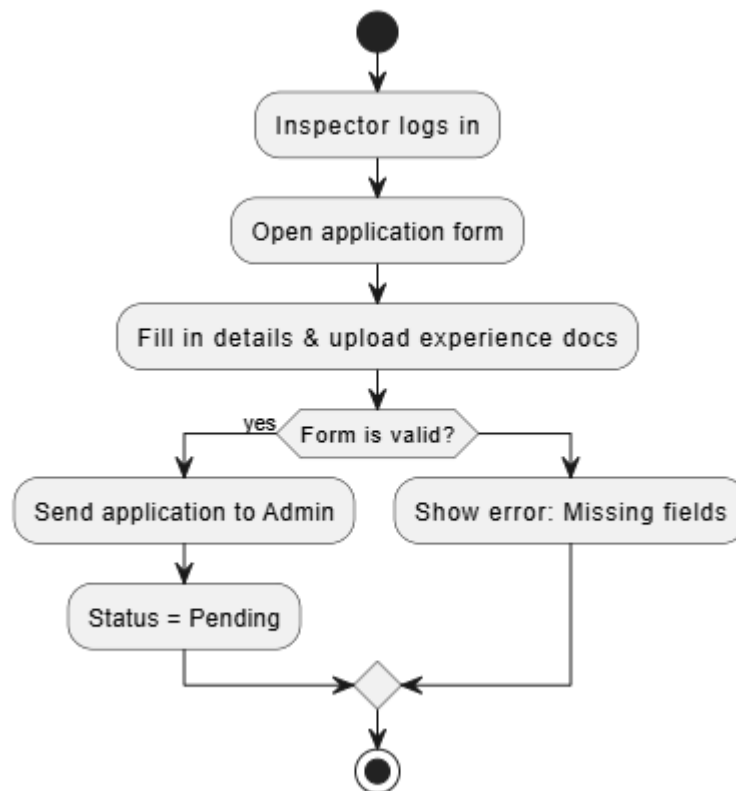 Inspector logs in
Open application form
Fill in details & upload experience docs
yes
Form is valid?
Send application to Admin
Show error: Missing fields
Status = Pending